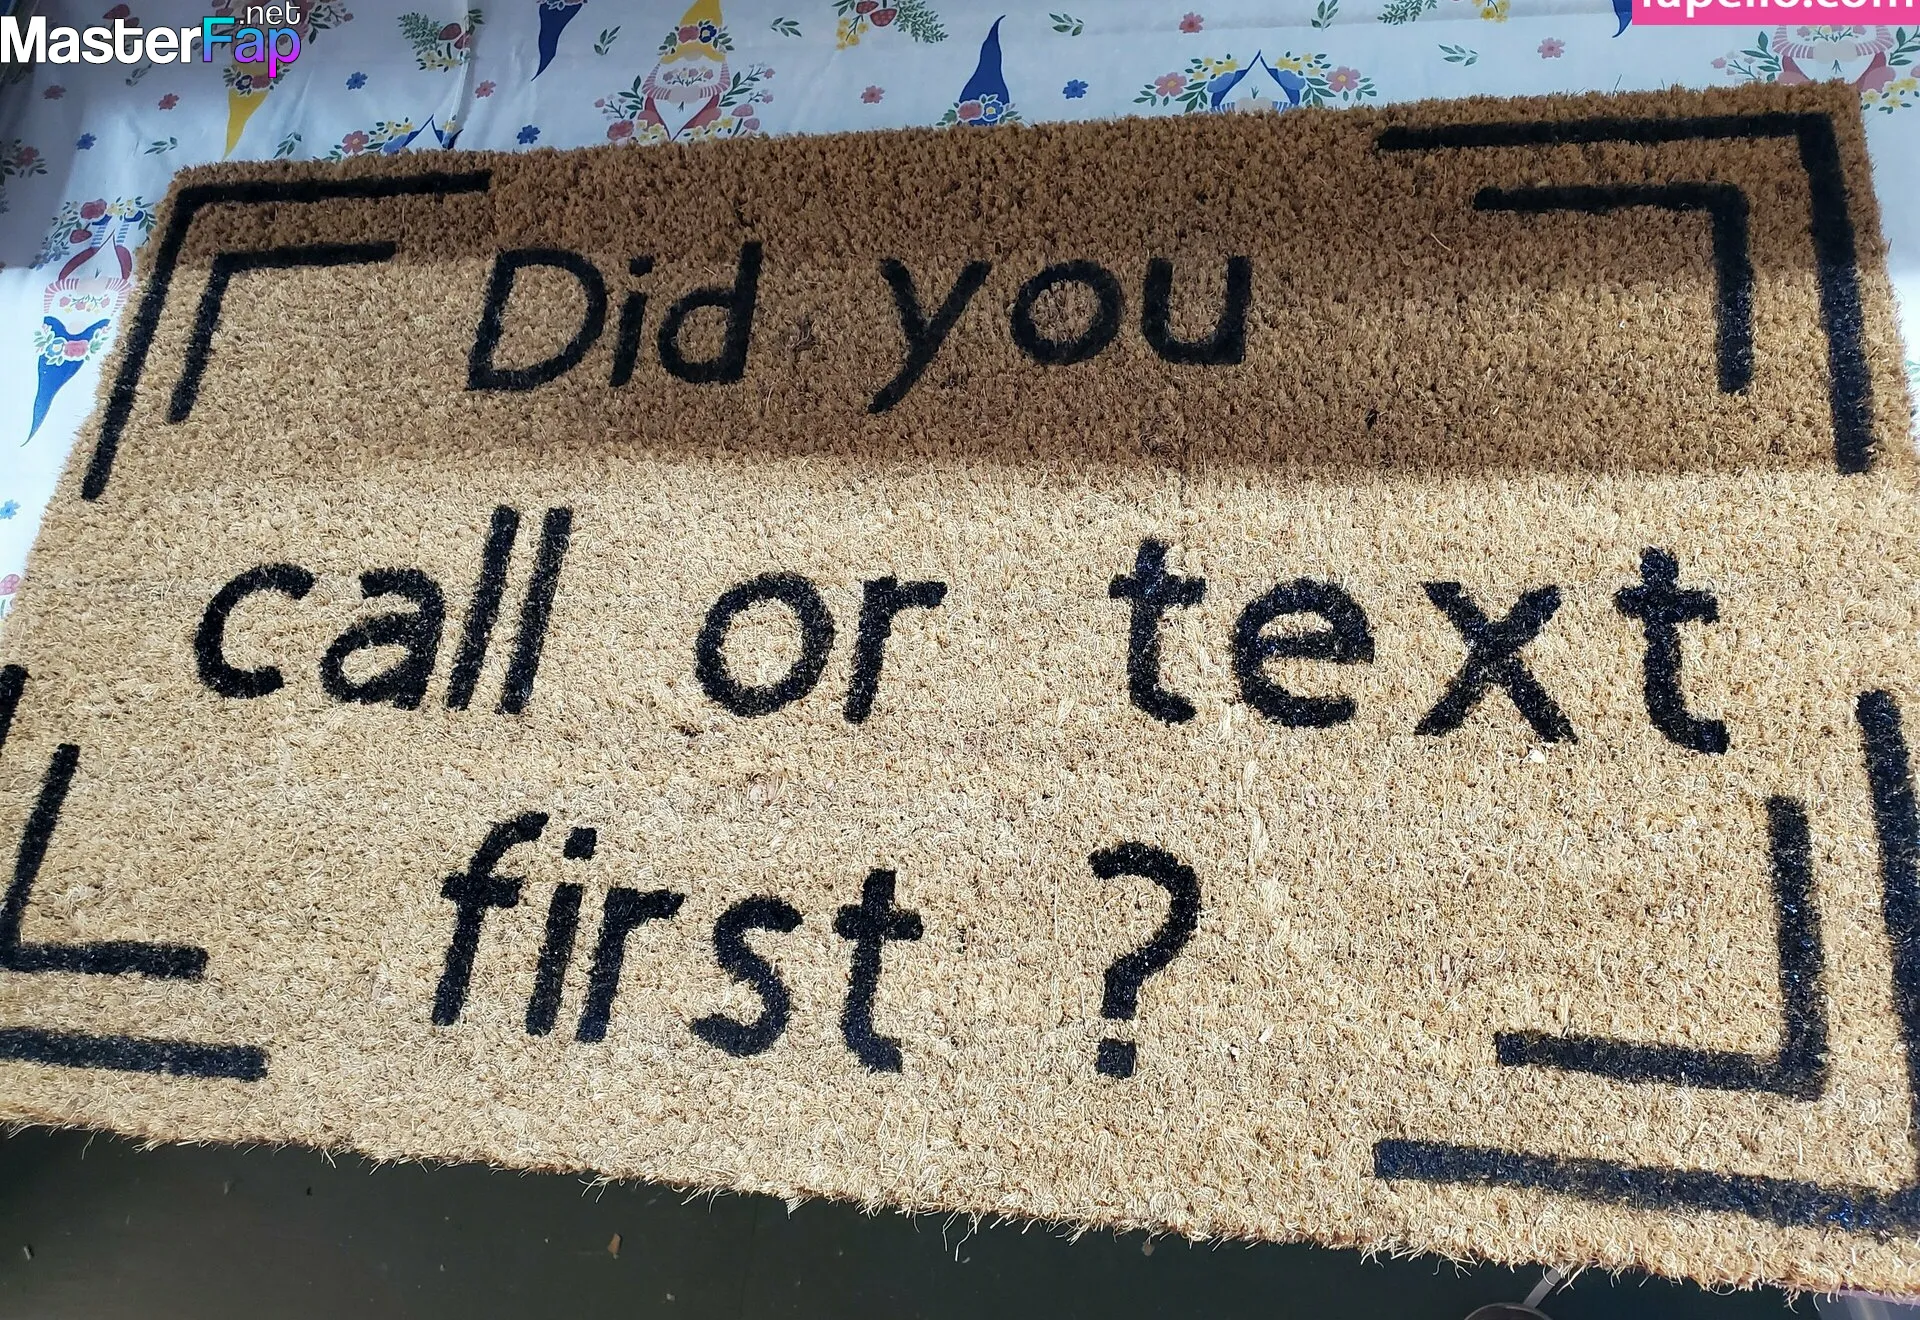 MasterFap.net
Did you
call or text
first ?